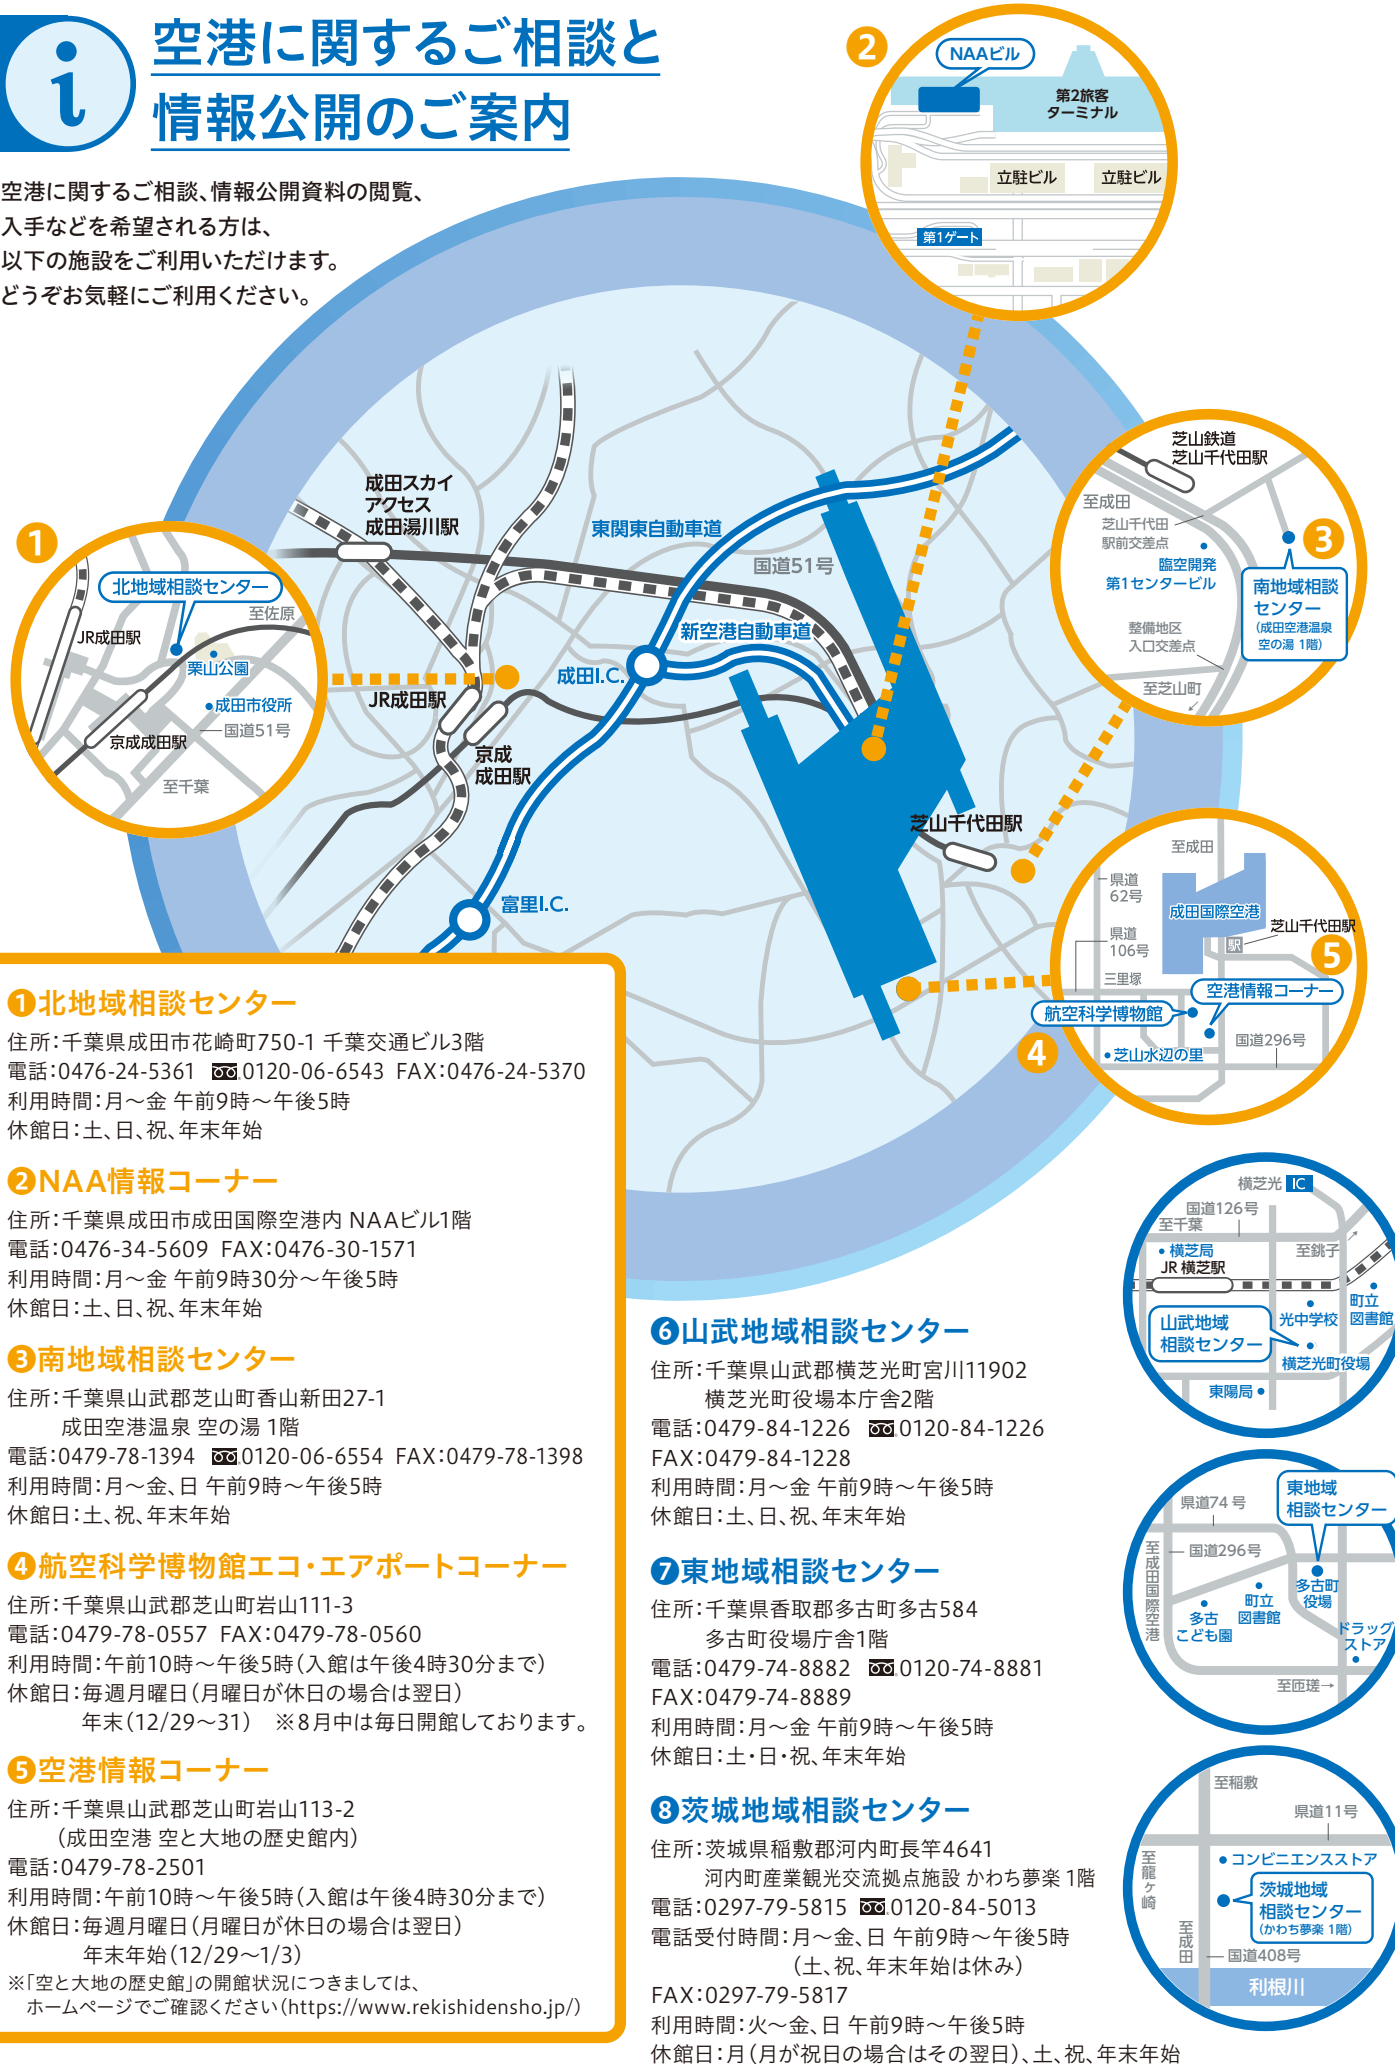 空港に関するご相談と
情報公開のご案内
空港に関するご相談、情報公開資料の閲覧、
入手などを希望される方は、
以下の施設をご利用いただけます。
どうぞお気軽にご利用ください。
2
NAAビル
第2旅客
ターミナル
立駐ビル
立駐ビル
第1ゲート
成田スカイ
アクセス
成田湯川駅
東関東自動車道
国道51号
新空港自動車道
成田I.C.
JR成田駅
京成
成田駅
芝山千代田駅
富里I.C.
1
北地域相談センター
至佐原
JR成田駅
栗山公園
成田市役所
京成成田駅
国道51号
至千葉
芝山鉄道
芝山千代田駅
至成田
芝山千代田
駅前交差点
3
臨空開発
第1センタービル
南地域相談
センター
(成田空港温泉
空の湯 1階)
整備地区
入口交差点
至芝山町
至成田
県道
62号
成田国際空港
芝山千代田駅
県道
106号
駅
5
三里塚
空港情報コーナー
航空科学博物館
4
国道296号
芝山水辺の里
❶北地域相談センター
住所:千葉県成田市花崎町750-1 千葉交通ビル3階
電話:0476-24-5361 0120-06-6543 FAX:0476-24-5370
利用時間:月～金 午前9時～午後5時
休館日:土、日、祝、年末年始
❷NAA情報コーナー
住所:千葉県成田市成田国際空港内 NAAビル1階
電話:0476-34-5609 FAX:0476-30-1571
利用時間:月～金 午前9時30分～午後5時
休館日:土、日、祝、年末年始
❸南地域相談センター
住所:千葉県山武郡芝山町香山新田27-1
成田空港温泉 空の湯 1階
電話:0479-78-1394 0120-06-6554 FAX:0479-78-1398
利用時間:月～金、日 午前9時～午後5時
休館日:土、祝、年末年始
❹航空科学博物館エコ・エアポートコーナー
住所:千葉県山武郡芝山町岩山111-3
電話:0479-78-0557 FAX:0479-78-0560
利用時間:午前10時～午後5時(入館は午後4時30分まで)
休館日:毎週月曜日(月曜日が休日の場合は翌日)
年末(12/29～31) ※8月中は毎日開館しております。
❺空港情報コーナー
住所:千葉県山武郡芝山町岩山113-2
(成田空港 空と大地の歴史館内)
電話:0479-78-2501
利用時間:午前10時～午後5時(入館は午後4時30分まで)
休館日:毎週月曜日(月曜日が休日の場合は翌日)
年末年始(12/29～1/3)
※「空と大地の歴史館」の開館状況につきましては、
ホームページでご確認ください(https://www.rekishidensho.jp/)
❻山武地域相談センター
住所:千葉県山武郡横芝光町宮川11902
横芝光町役場本庁舎2階
電話:0479-84-1226 0120-84-1226
FAX:0479-84-1228
利用時間:月～金 午前9時～午後5時
休館日:土、日、祝、年末年始
❼東地域相談センター
住所:千葉県香取郡多古町多古584
多古町役場庁舎1階
電話:0479-74-8882 0120-74-8881
FAX:0479-74-8889
利用時間:月～金 午前9時～午後5時
休館日:土・日・祝、年末年始
❽茨城地域相談センター
住所:茨城県稲敷郡河内町長竿4641
河内町産業観光交流拠点施設 かわち夢楽 1階
電話:0297-79-5815 0120-84-5013
電話受付時間:月～金、日 午前9時～午後5時
(土、祝、年末年始は休み)
FAX:0297-79-5817
利用時間:火～金、日 午前9時～午後5時
休館日:月(月が祝日の場合はその翌日)、土、祝、年末年始
横芝光 IC
国道126号
至千葉
横芝局
至銚子
JR 横芝駅
町立
図書館
光中学校
山武地域
相談センター
横芝光町役場
東陽局
東地域
相談センター
県道74号
国道296号
至成田国際空港
多古町
役場
町立
図書館
多古
こども園
ドラッグ
ストア
至匝瑳→
至稲敷
県道11号
コンビニエンスストア
至龍ヶ崎
茨城地域
相談センター
(かわち夢楽 1階)
至成田
国道408号
利根川